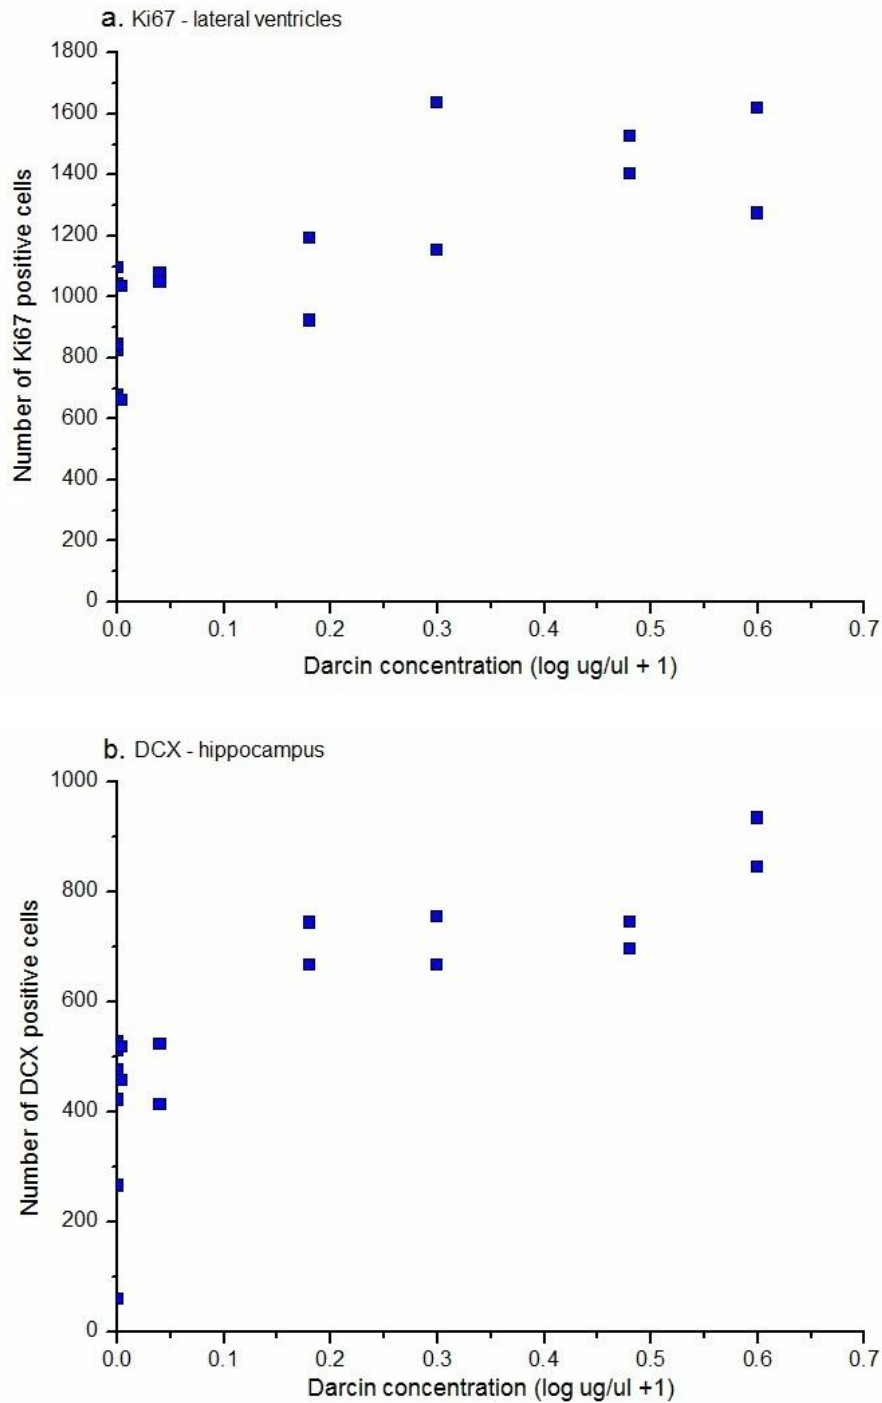 a. Ki67 - lateral ventricles
1800
1600
1400
1200
1000
800
600
400
200
0
Number of Ki67 positive cells
0.0 0.1 0.2 0.3 0.4 0.5 0.6 0.7
Darcin concentration (log ug/ul + 1)
b. DCX - hippocampus
1000
800
600
400
200
0
Number of DCX positive cells
0.0 0.1 0.2 0.3 0.4 0.5 0.6 0.7
Darcin concentration (log ug/ul +1)